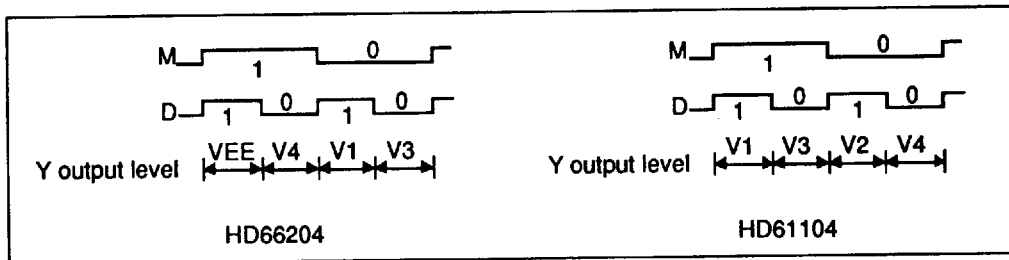 M 1 0
D 1 0 1 0
Y output level VEE V4 V1 V3
HD66204
M 1 0
D 1 0 1 0
Y output level V1 V3 V2 V4
HD61104